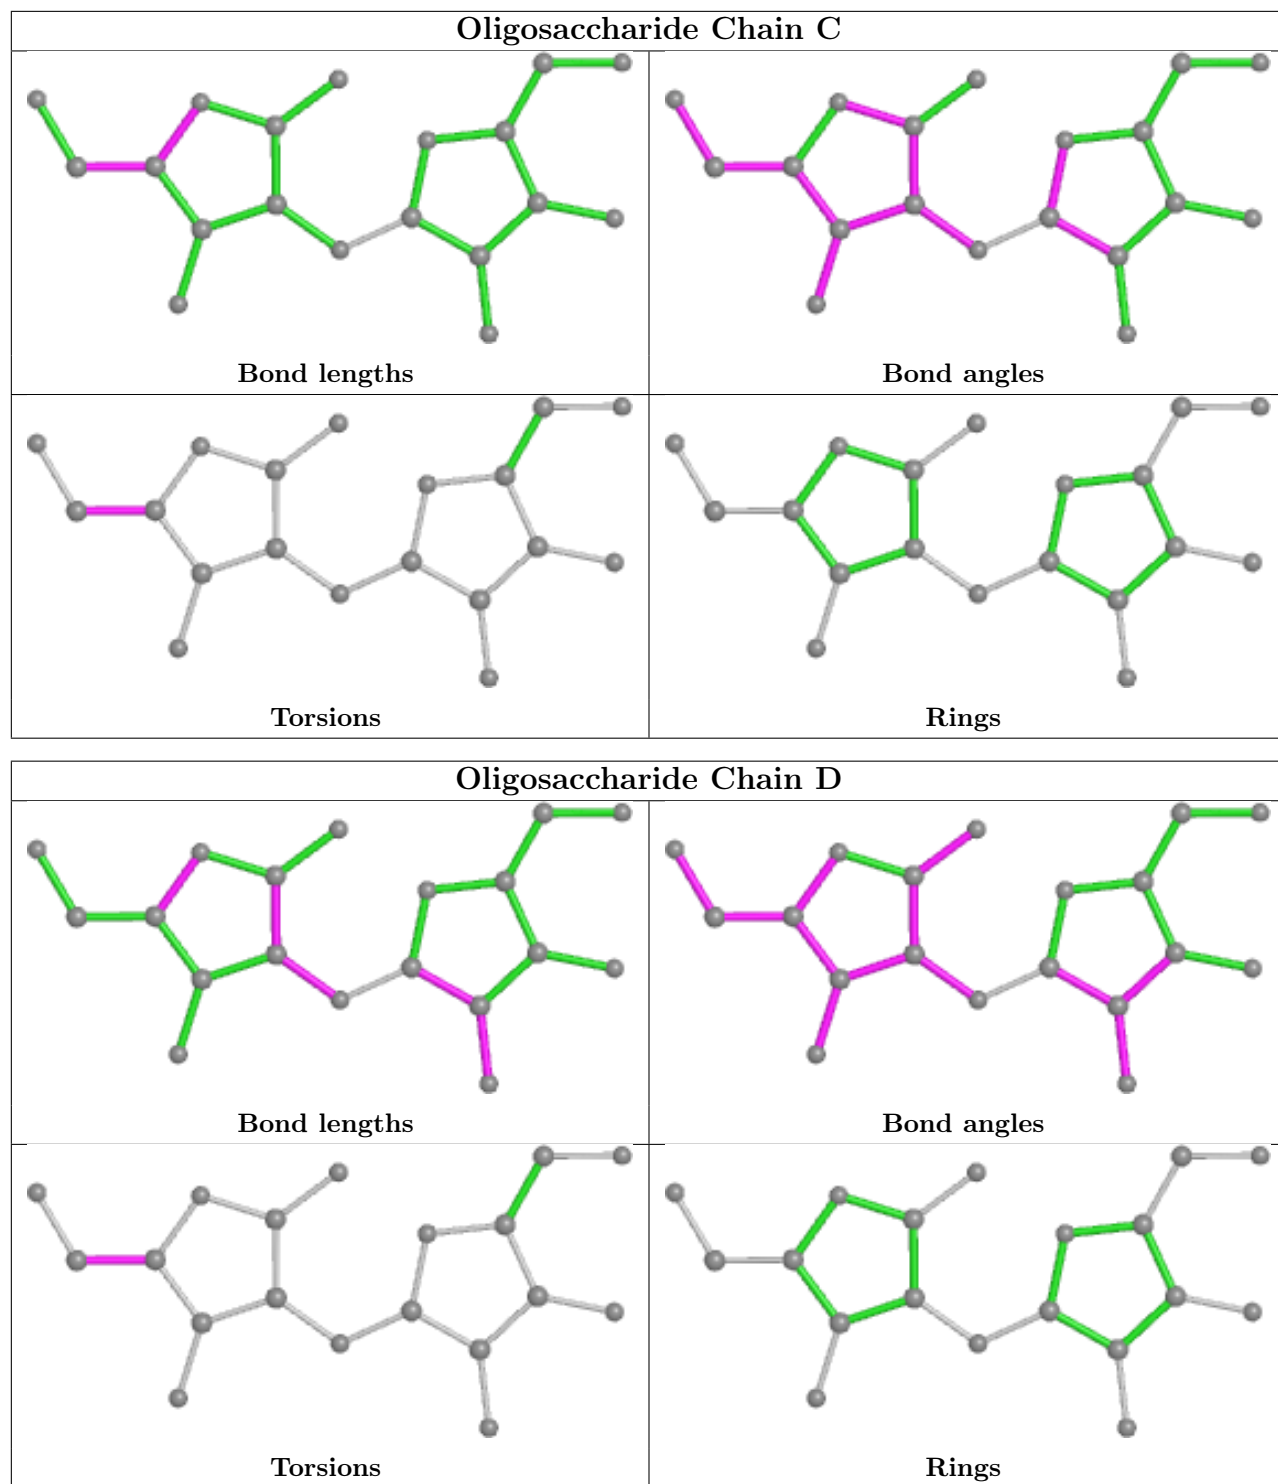 Oligosaccharide Chain C
Bond lengths
Bond angles
Torsions
Rings
Oligosaccharide Chain D
Bond lengths
Bond angles
Torsions
Rings